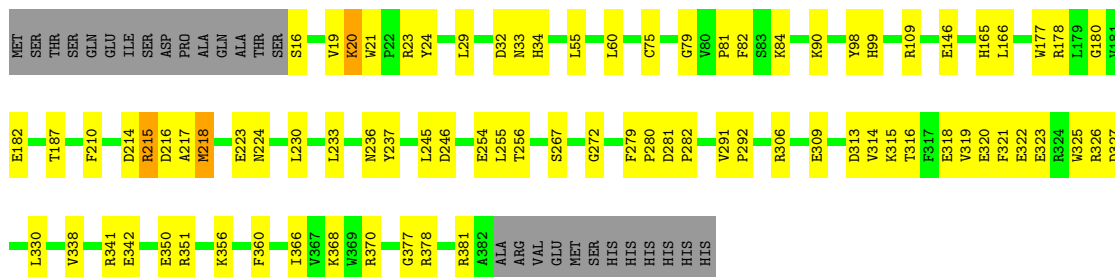 MET SER THR SER GLN GLU ILE SER ASP PRO ALA GLN ALA THR SER S16 V19 K20 W21 P22 R23 Y24 L29 D32 N33 H34 L55 L60 C75 G79 V80 P81 F82 S83 K84 K90 Y98 H99 R109 E146 H165 L166 W177 R178 L179 G180
E182 T187 F210 D214 R215 D216 A217 M218 E223 N224 L230 L233 N236 Y237 L245 D246 E254 L255 T256 S267 G272 F279 P280 D281 P282 V291 P292 R306 E309 D313 V314 K315 T316 F317 E318 V319 E320 F321 E322 E323 R324 W325 R326
L330 V338 R341 E342 E350 R351 K356 F360 I366 V367 K368 W369 R370 G377 R378 R381 A382 ALA ARG VAL GLU MET SER HIS HIS HIS HIS HIS HIS